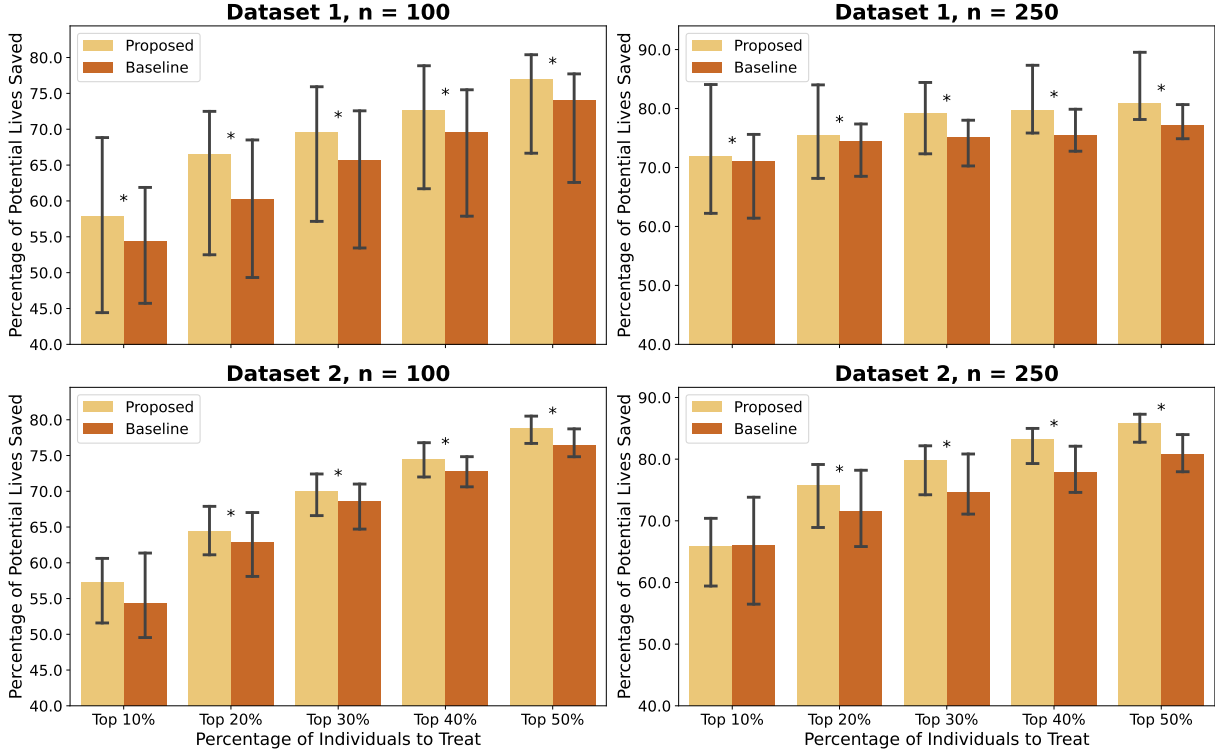 Dataset 1, n = 100
Percentage of Potential Lives Saved
80.0
75.0
70.0
65.0
60.0
55.0
50.0
45.0
40.0
Proposed
Baseline
*
*
*
*
*
Dataset 1, n = 250
Percentage of Potential Lives Saved
90.0
80.0
70.0
60.0
50.0
40.0
Proposed
Baseline
*
*
*
*
*
Dataset 2, n = 100
Percentage of Potential Lives Saved
80.0
75.0
70.0
65.0
60.0
55.0
50.0
45.0
40.0
Proposed
Baseline
*
*
*
*
Top 10% Top 20% Top 30% Top 40% Top 50%
Percentage of Individuals to Treat
Dataset 2, n = 250
Percentage of Potential Lives Saved
90.0
80.0
70.0
60.0
50.0
40.0
Proposed
Baseline
*
*
*
*
Top 10% Top 20% Top 30% Top 40% Top 50%
Percentage of Individuals to Treat